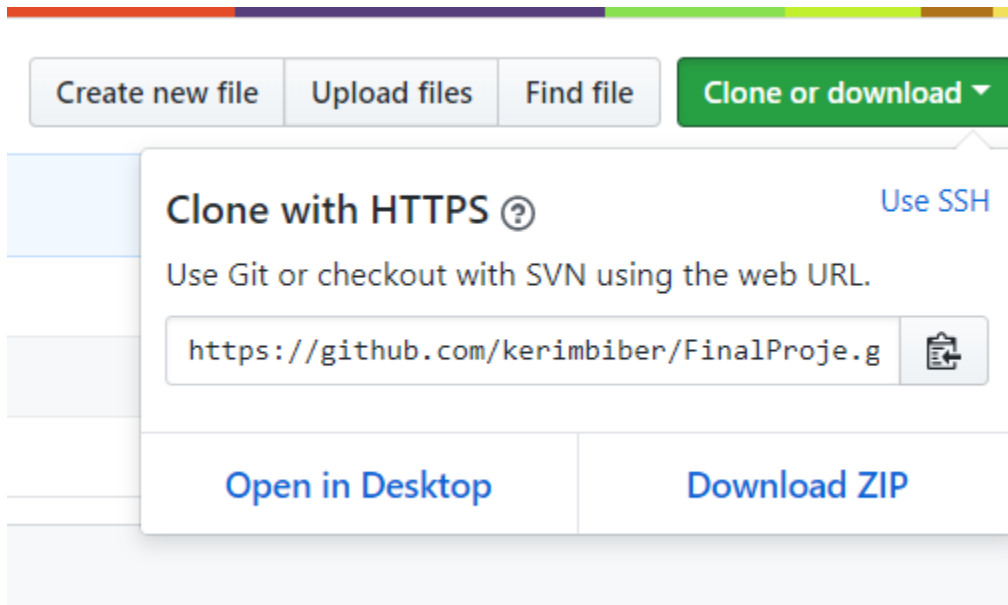 Create new file Upload files Find file Clone or download
Clone with HTTPS Use SSH
Use Git or checkout with SVN using the web URL.
https://github.com/kerimbiber/FinalProje.g
Open in Desktop Download ZIP